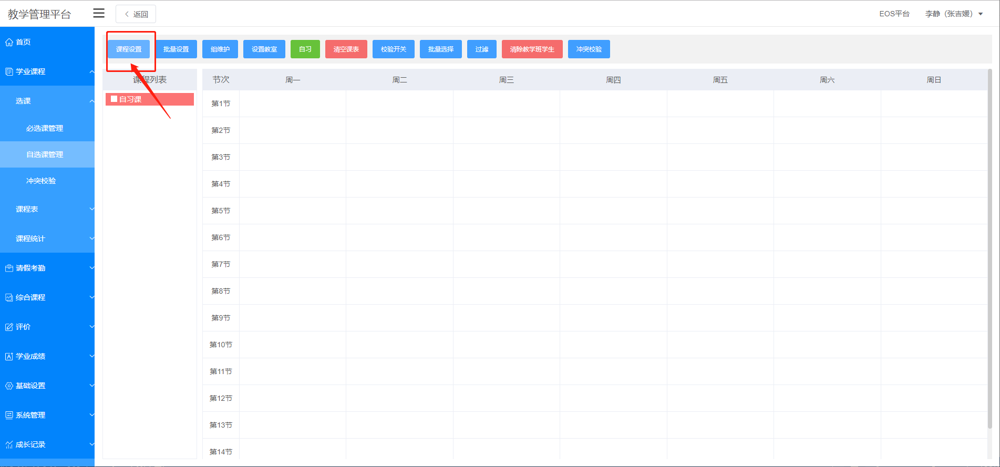 教学管理平台
返回
EOS平台
李静（张吉媛）
首页
学业课程
选课
必选课管理
自选课管理
冲突校验
课程表
课程统计
请假考勤
综合课程
评价
学业成绩
基础设置
系统管理
成长记录
课程设置 批量设置 组维护 设置教室 自习 清空课表 校验开关 批量选择 过滤 清除教学班学生 冲突校验
课程列表
自习课
节次 周一 周二 周三 周四 周五 周六 周日
第1节
第2节
第3节
第4节
第5节
第6节
第7节
第8节
第9节
第10节
第11节
第12节
第13节
第14节